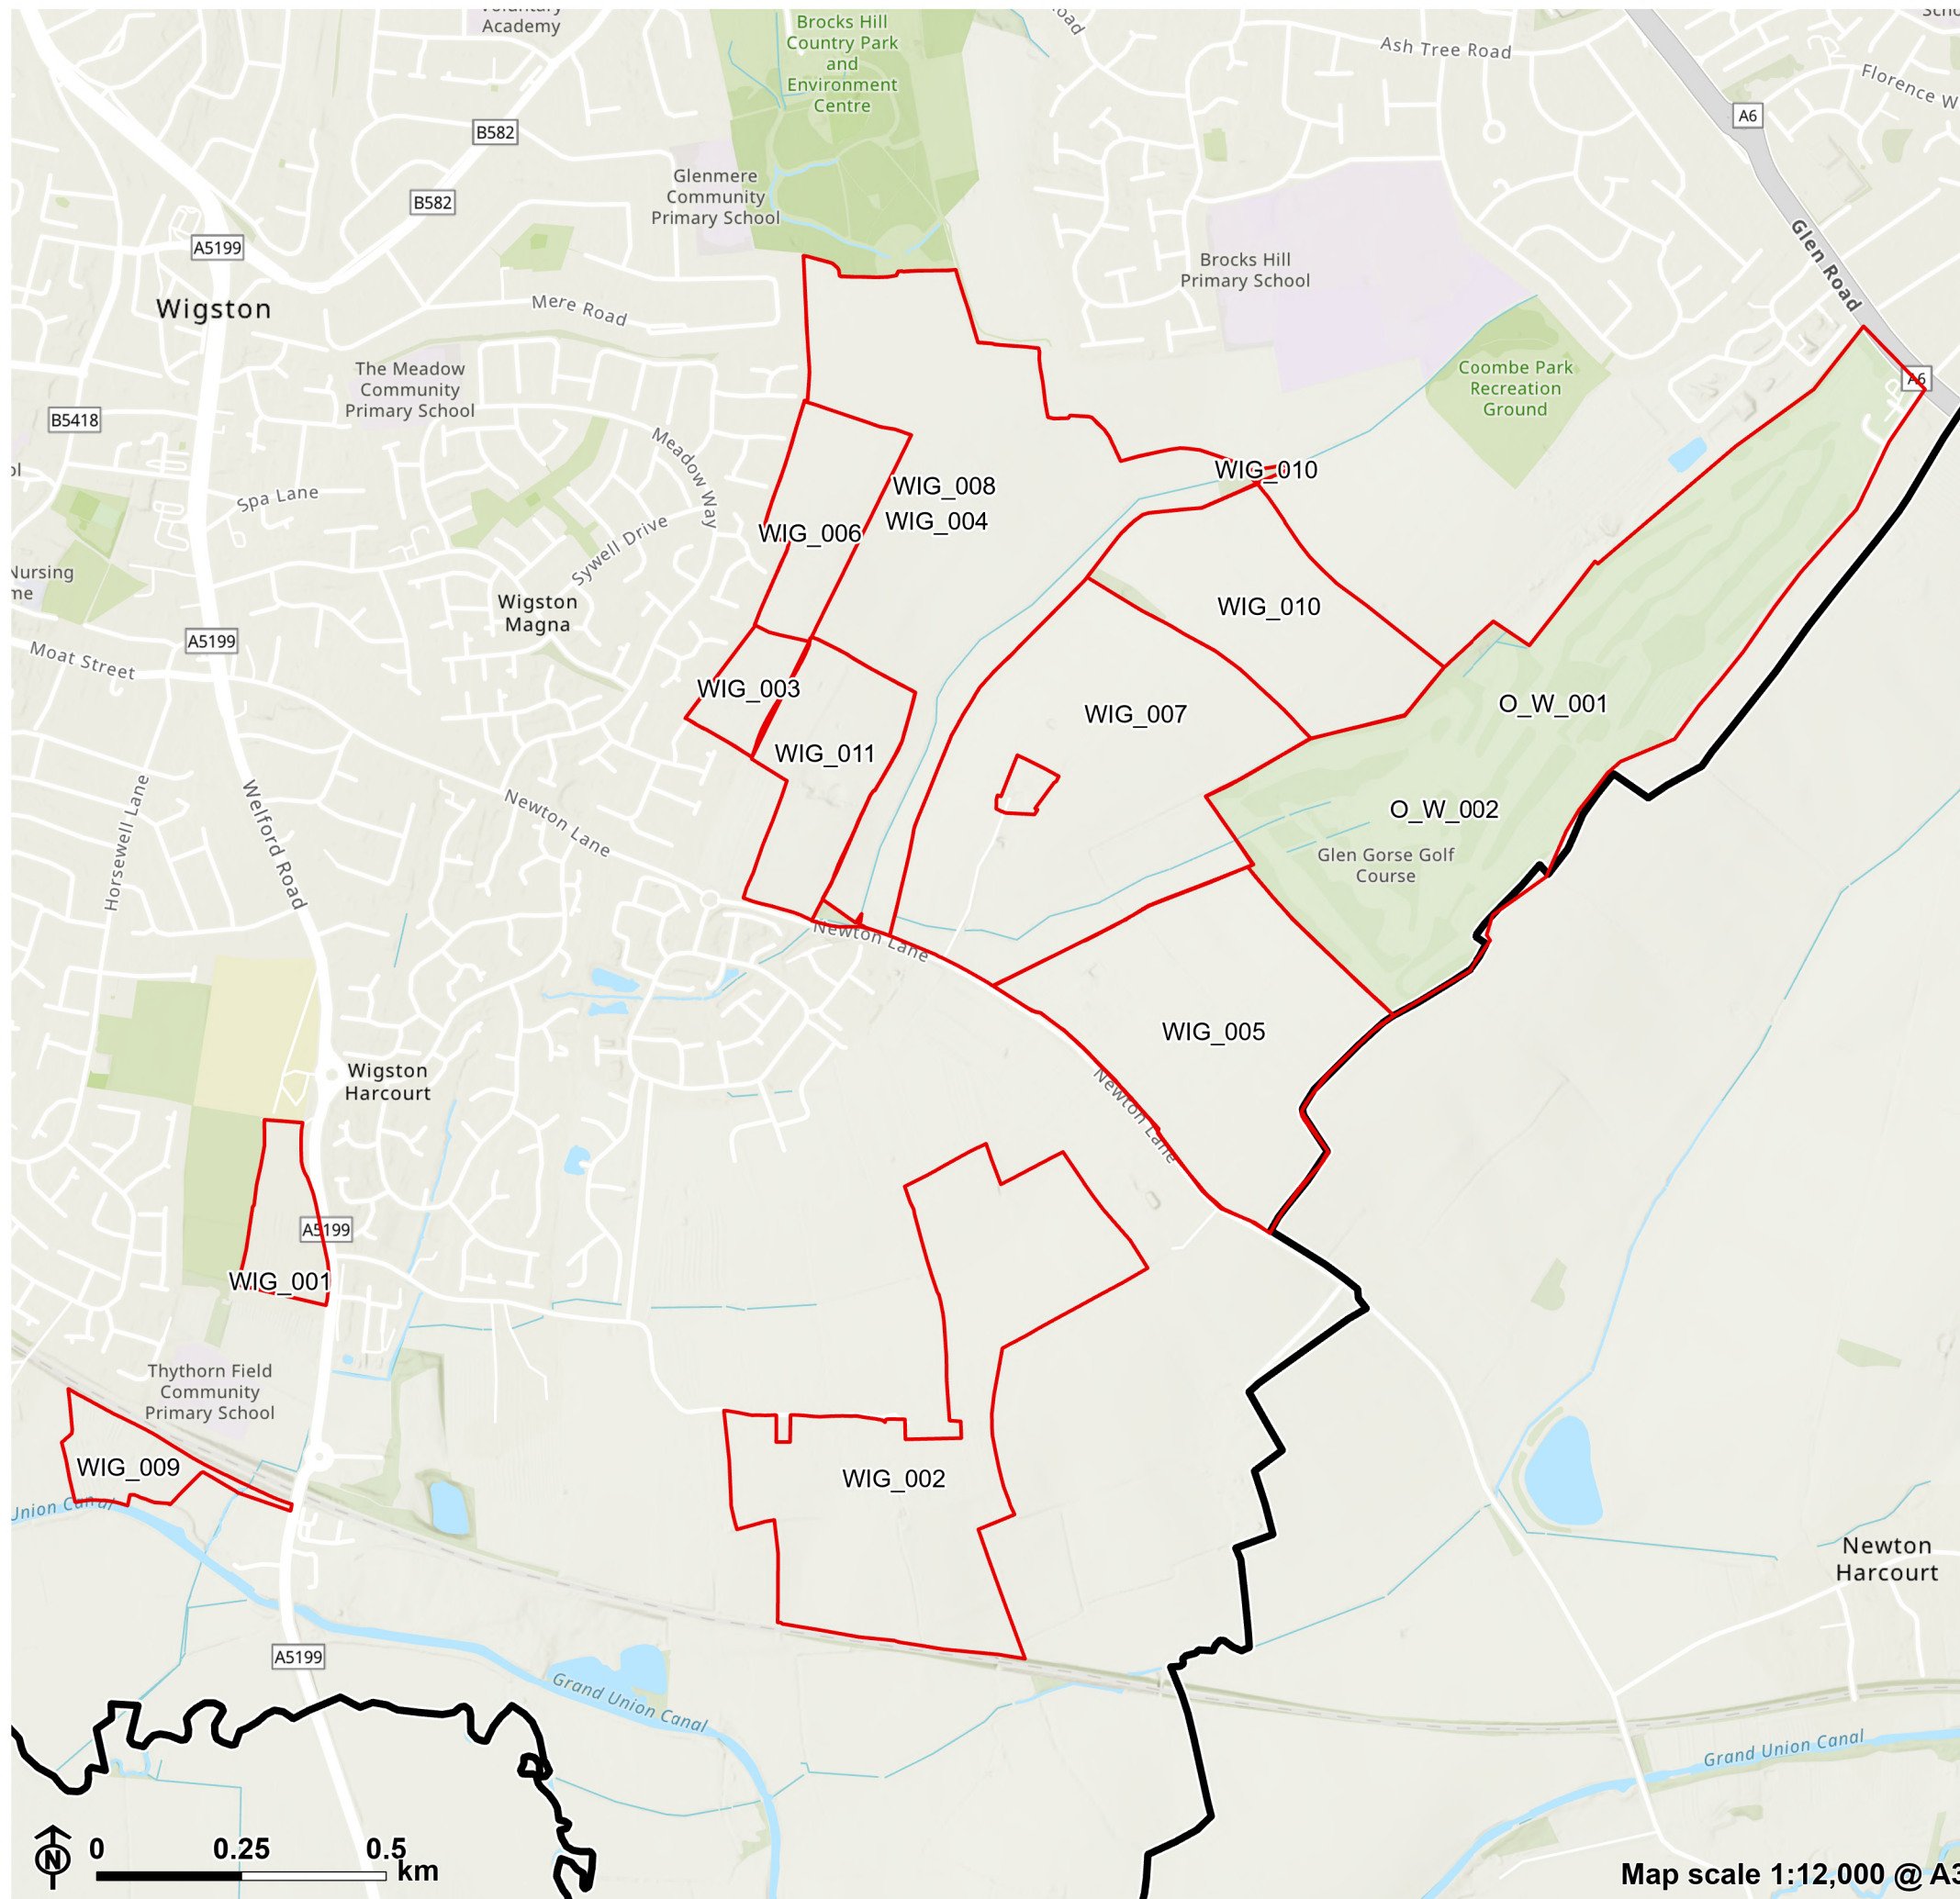 Academy
Brocks Hill
Country Park
and
Environment
Centre
Ash Tree Road
Florence W
A6
B582
Glenmere
Community
Primary School
B582
A5199
Glen Road
Brocks Hill
Primary School
Wigston
Mere Road
The Meadow
Community
Primary School
Coombe Park
Recreation
Ground
A6
B5418
Meadow Way
WIG_010
WIG_008
Spa Lane
WIG_004
WIG_006
Sywell Drive
Nursing
me
Wigston
Magna
WIG_010
A5199
Moat Street
WIG_003
O_W_001
WIG_007
WIG_011
Horsewell Lane
Welford Road
Newton Lane
O_W_002
Glen Gorse Golf
Course
Newton Lane
WIG_005
Wigston
Harcourt
Newton Lane
A5199
WIG_001
Thythorn Field
Community
Primary School
WIG_009
WIG_002
Union Canal
Newton
Harcourt
A5199
Grand Union Canal
Grand Union Canal
N
0 0.25 0.5
km
Map scale 1:12,000 @ A3